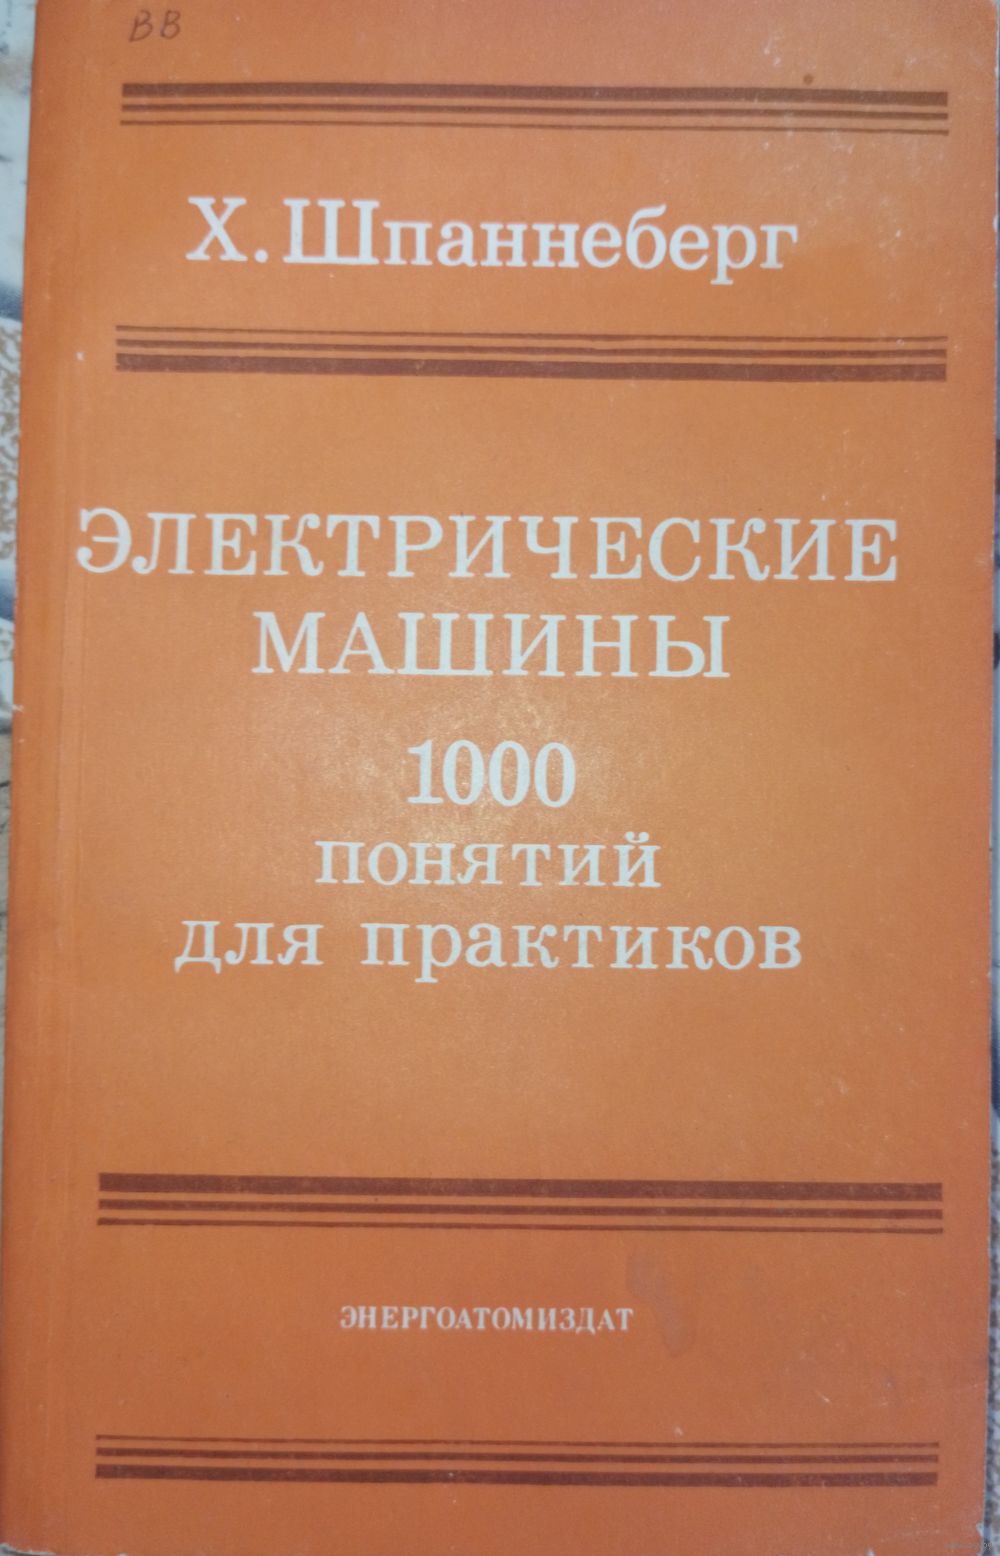 ВВ
Х. Шпаннеберг
ЭЛЕКТРИЧЕСКИЕ
МАШИНЫ
1000
понятий
для практиков
ЭНЕРГОАТОМИЗДАТ